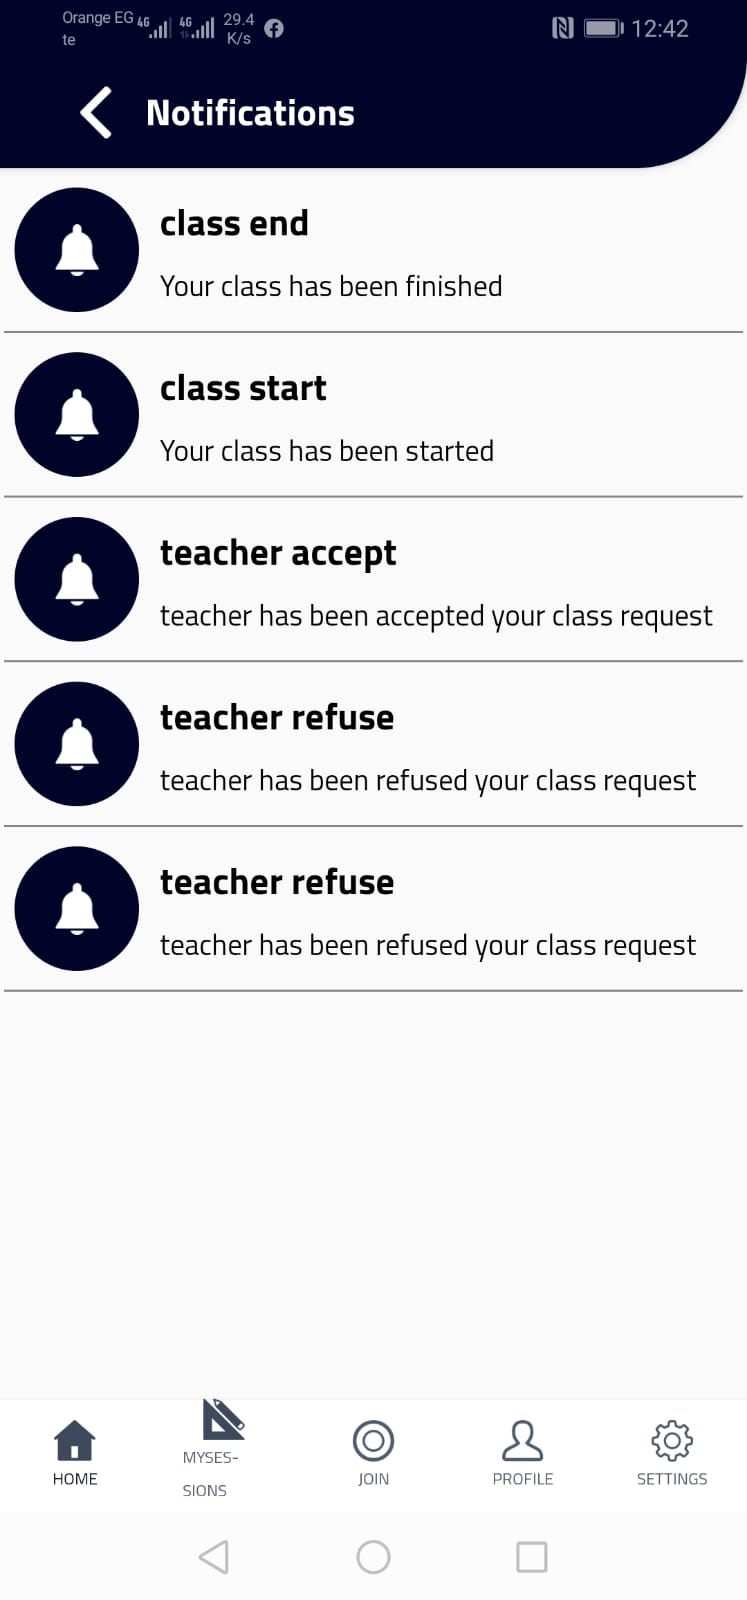 Orange EG 4G 4G 29.4
te K/s 12:42
Notifications
class end
Your class has been finished
class start
Your class has been started
teacher accept
teacher has been accepted your class request
teacher refuse
teacher has been refused your class request
teacher refuse
teacher has been refused your class request
HOME
MYSES-
SIONS
JOIN
PROFILE
SETTINGS